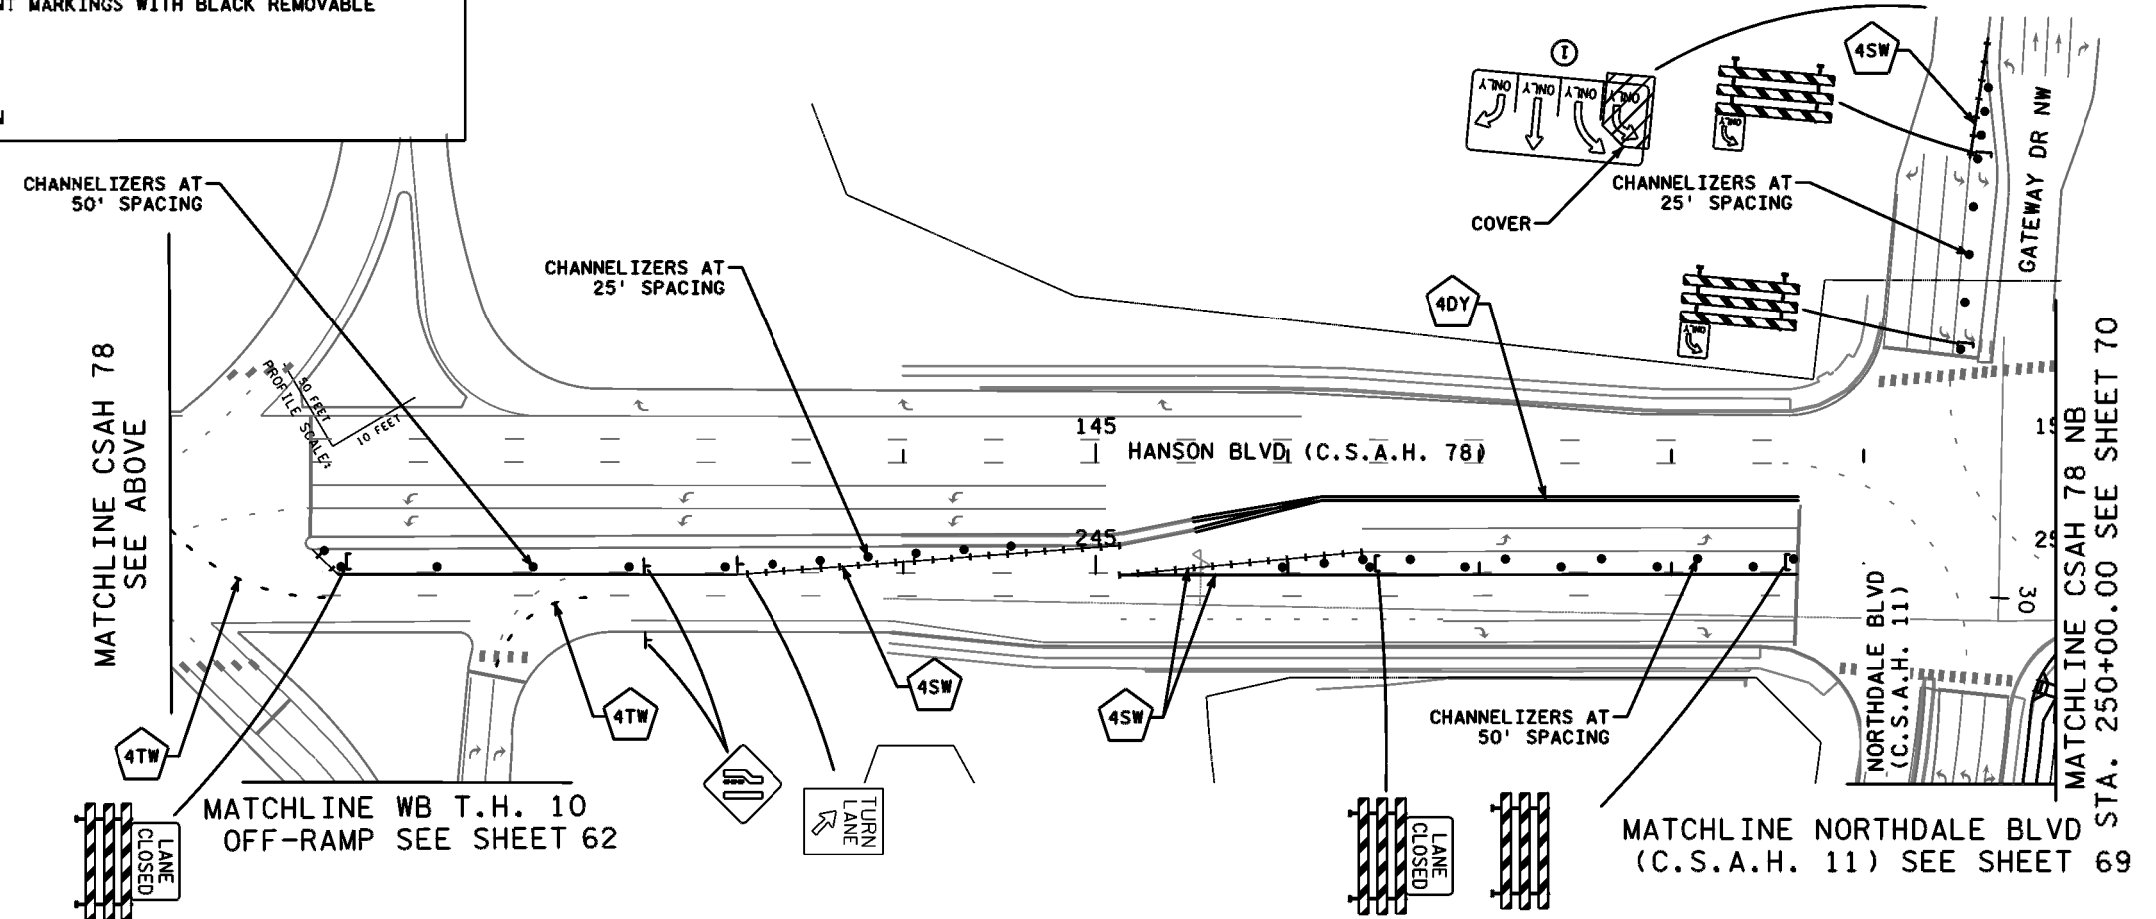 MARKINGS WITH BLACK REMOVABLE
CHANNELIZERS AT
50' SPACING
CHANNELIZERS AT
25' SPACING
1
ONLY
ONLY
ONLY
ONLY
COVER
ONLY
4SW
CHANNELIZERS AT
25' SPACING
GATEWAY DR NW
4DY
ONLY
MATCHLINE CSAH 78
SEE ABOVE
50 FEET
PROFILE SCALE:
10 FEET
145
HANSON BLVD (C.S.A.H. 78)
245
30
NORTHDALE BLVD
(C.S.A.H. 11)
MATCHLINE CSAH 78 NB
STA. 250+00.00 SEE SHEET 70
4TW
4TW
4SW
4SW
CHANNELIZERS AT
50' SPACING
MATCHLINE WB T.H. 10
OFF-RAMP SEE SHEET 62
LANE
CLOSED
TURN
LANE
LANE
CLOSED
MATCHLINE NORTHDALE BLVD
(C.S.A.H. 11) SEE SHEET 69